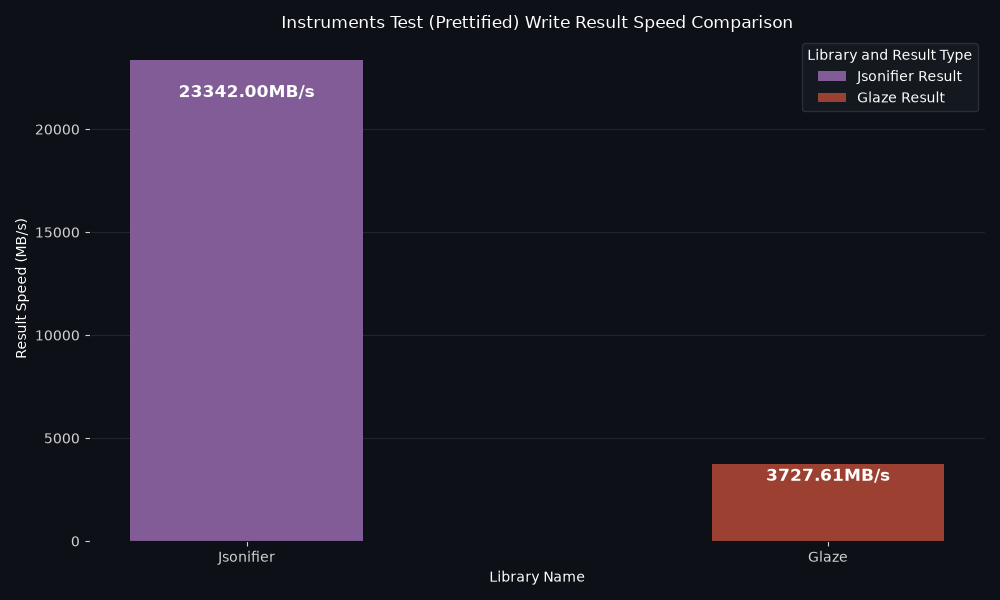 Instruments Test (Prettified) Write Result Speed Comparison
Library and Result Type
Jsonifier Result
Glaze Result
23342.00MB/s
3727.61MB/s
Result Speed (MB/s)
20000
15000
10000
5000
0
Jsonifier
Glaze
Library Name